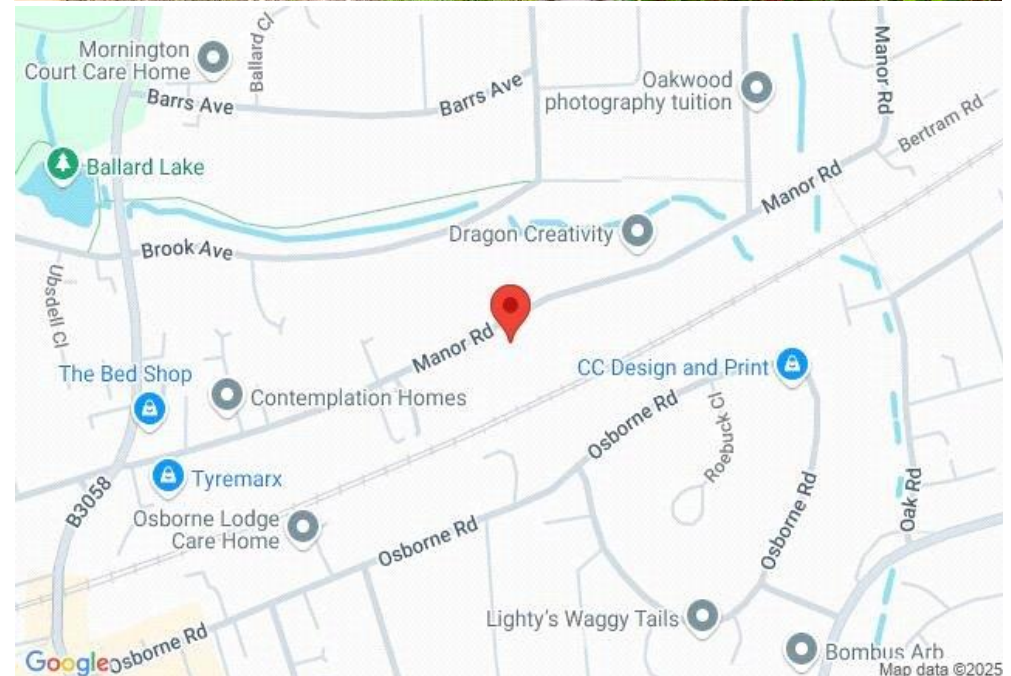 Mornington
Court Care Home
Ballard Cl
Barrs Ave
Barrs Ave
Oakwood
photography tuition
Manor Rd
Bertram Rd
Ballard Lake
Manor Rd
Brook Ave
Dragon Creativity
Ubsdell Cl
Manor Rd
The Bed Shop
CC Design and Print
Contemplation Homes
Osborne Rd
Roebuck Cl
Tyremarx
B3058
Osborne Lodge
Care Home
Osborne Rd
Osborne Rd
Oak Rd
Lighty's Waggy Tails
Osborne Rd
Bombus Arb
Google
Map data ©2025